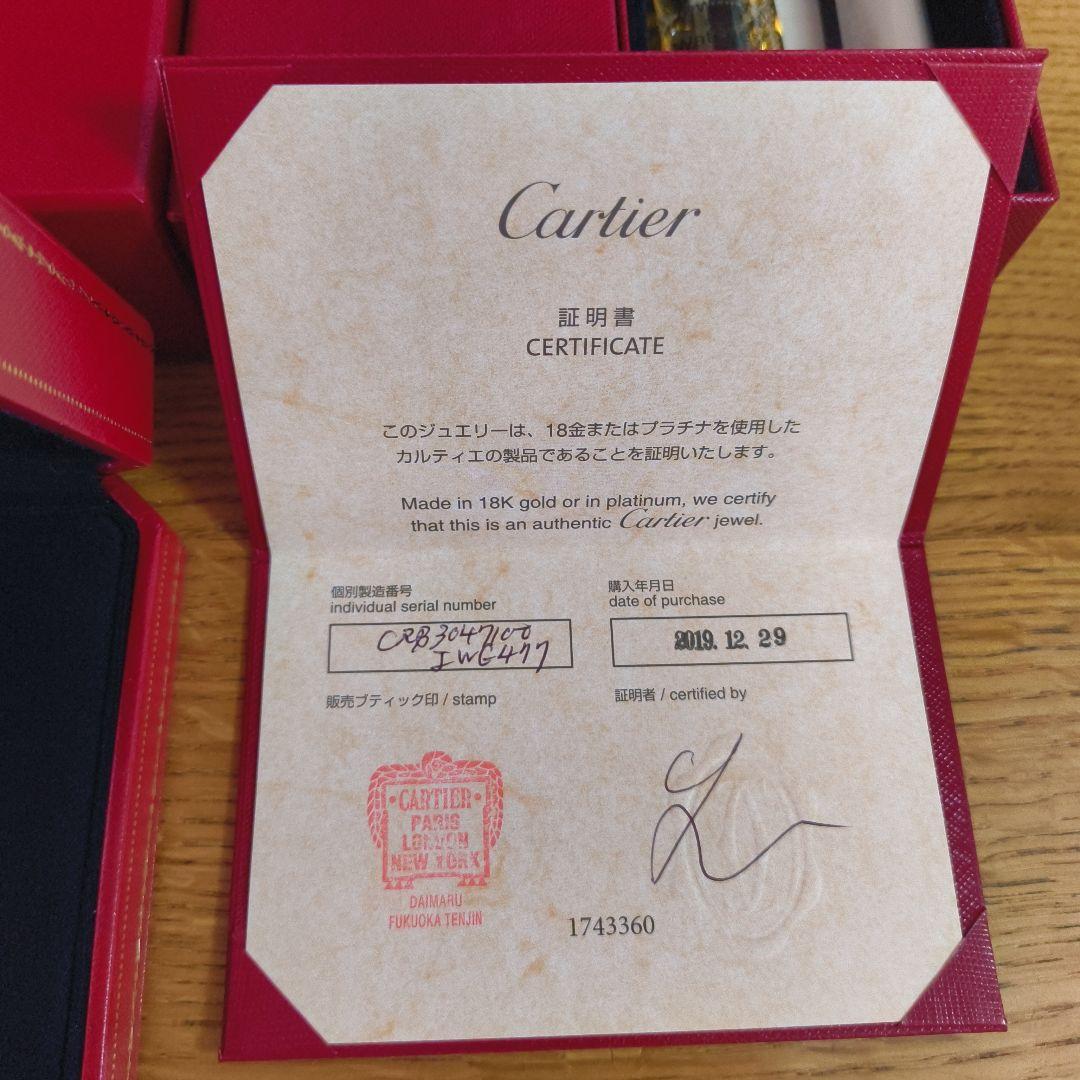 Cartier
証明書
CERTIFICATE
このジュエリーは、18金またはプラチナを使用した
カルティエの製品であることを証明いたします。
Made in 18K gold or in platinum, we certify
that this is an authentic Cartier jewel.
個別製造番号
individual serial number
CRB3047100
IWG477
購入年月日
date of purchase
2019. 12. 29
販売ブティック印 / stamp
証明者 / certified by
CARTIER
PARIS
LONDON
NEW YORK
DAIMARU
FUKUOKA TENJIN
1743360